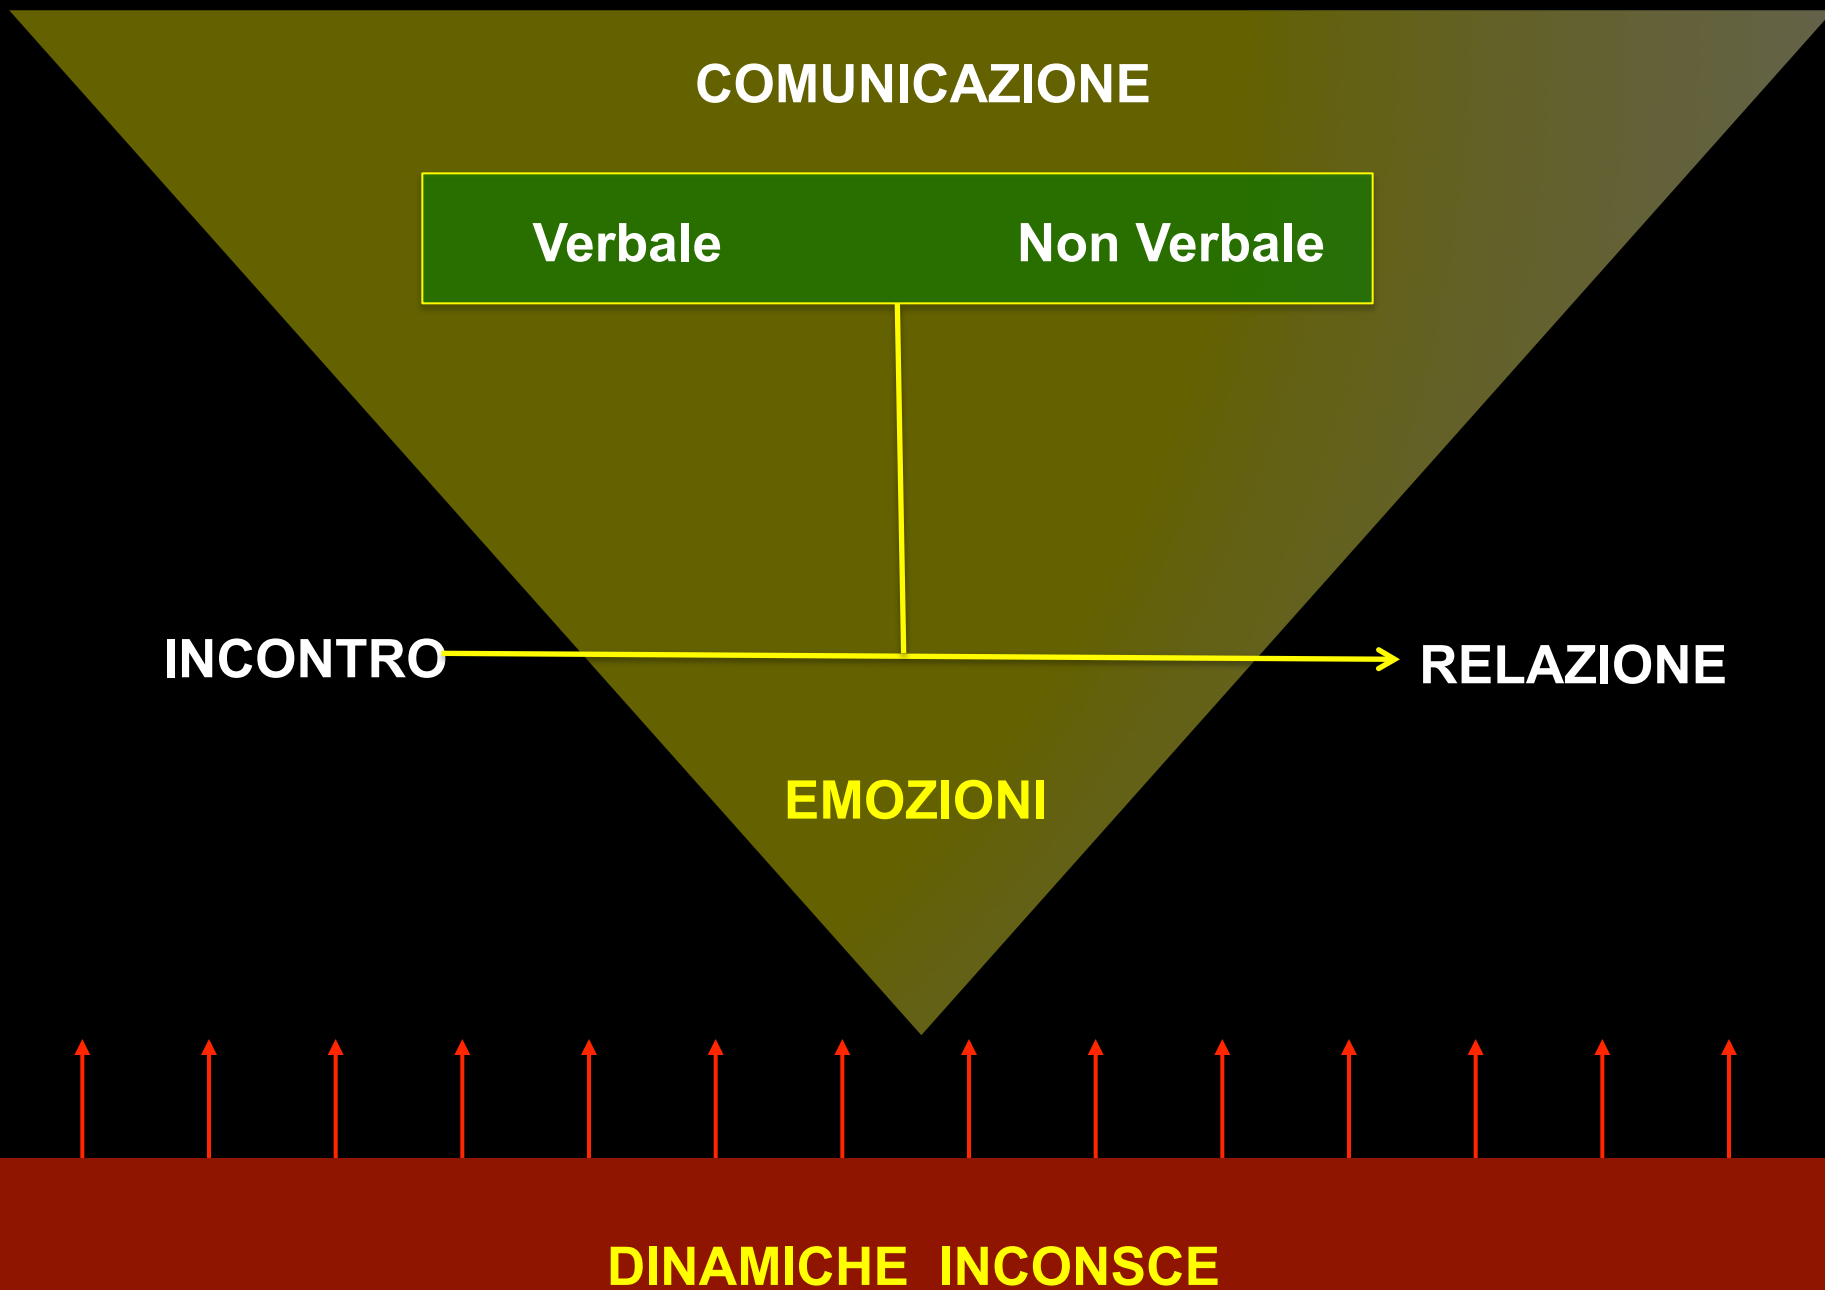 COMUNICAZIONE
Verbale Non Verbale
INCONTRO RELAZIONE
EMOZIONI
DINAMICHE INCONSCE